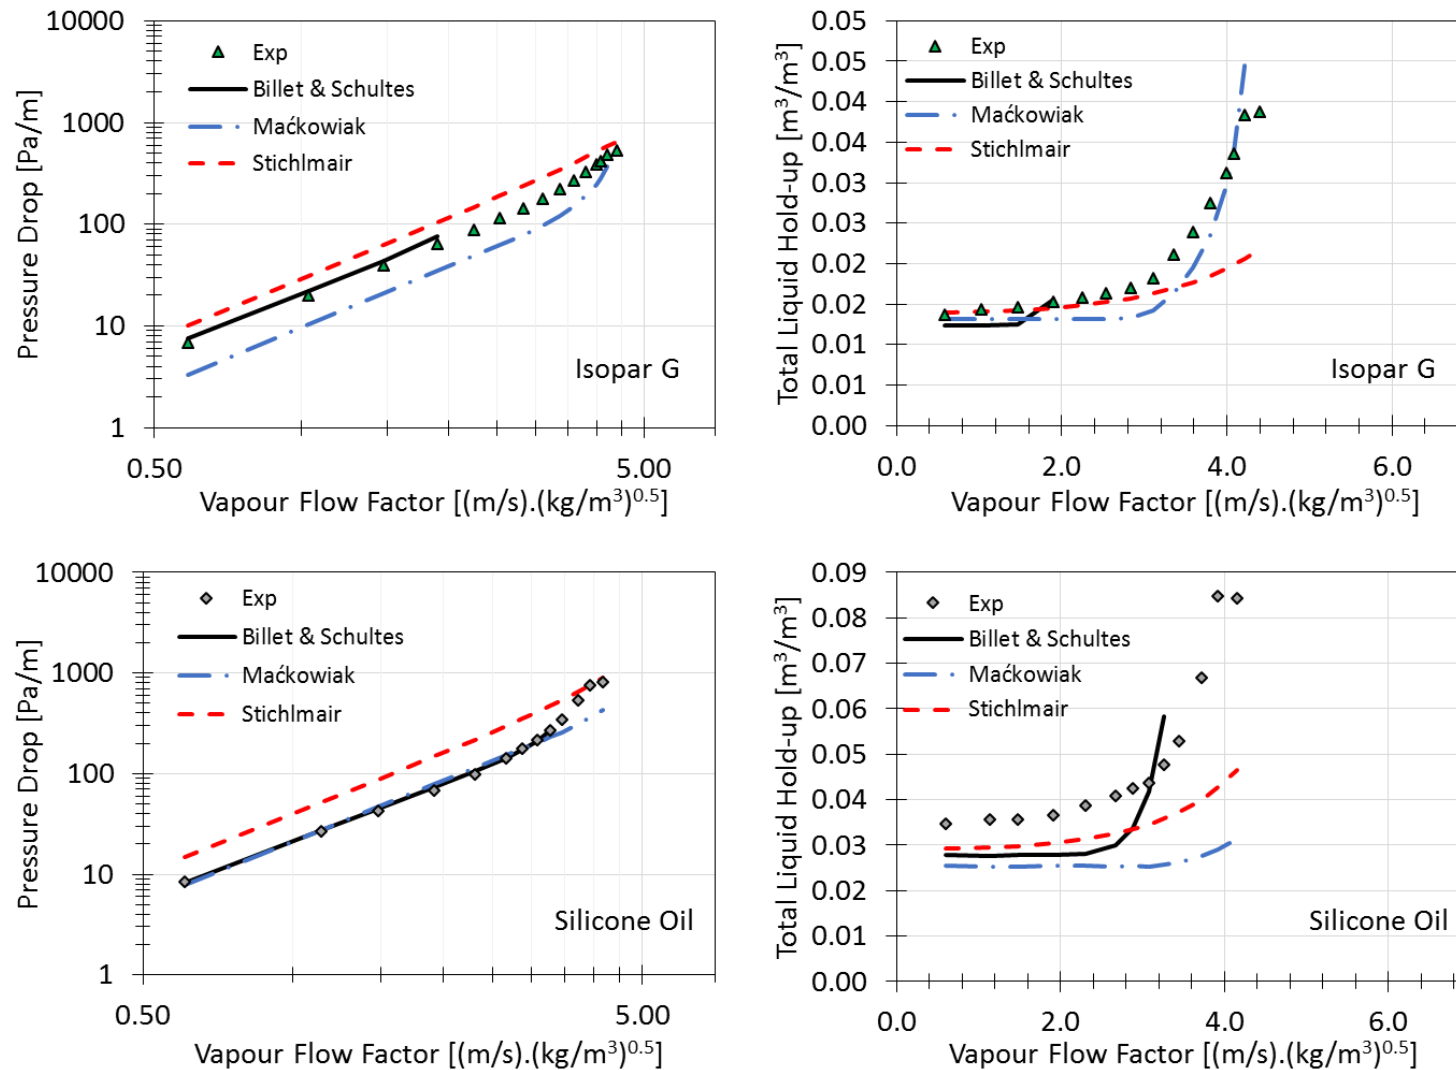 10000
1000
100
10
1
Pressure Drop [Pa/m]
Exp
Billet & Schultes
Maćkowiak
Stichlmair
Isopar G
0.50
5.00
Vapour Flow Factor [(m/s).(kg/m³)⁰·⁵]
0.05
0.05
0.04
0.04
0.03
0.03
0.02
0.02
0.01
0.01
0.00
Total Liquid Hold-up [m³/m³]
Exp
Billet & Schultes
Maćkowiak
Stichlmair
Isopar G
0.0
2.0
4.0
6.0
Vapour Flow Factor [(m/s).(kg/m³)⁰·⁵]
10000
1000
100
10
1
Pressure Drop [Pa/m]
Exp
Billet & Schultes
Maćkowiak
Stichlmair
Silicone Oil
0.50
5.00
Vapour Flow Factor [(m/s).(kg/m³)⁰·⁵]
0.09
0.08
0.07
0.06
0.05
0.04
0.03
0.02
0.01
0.00
Total Liquid Hold-up [m³/m³]
Exp
Billet & Schultes
Maćkowiak
Stichlmair
Silicone Oil
0.0
2.0
4.0
6.0
Vapour Flow Factor [(m/s).(kg/m³)⁰·⁵]